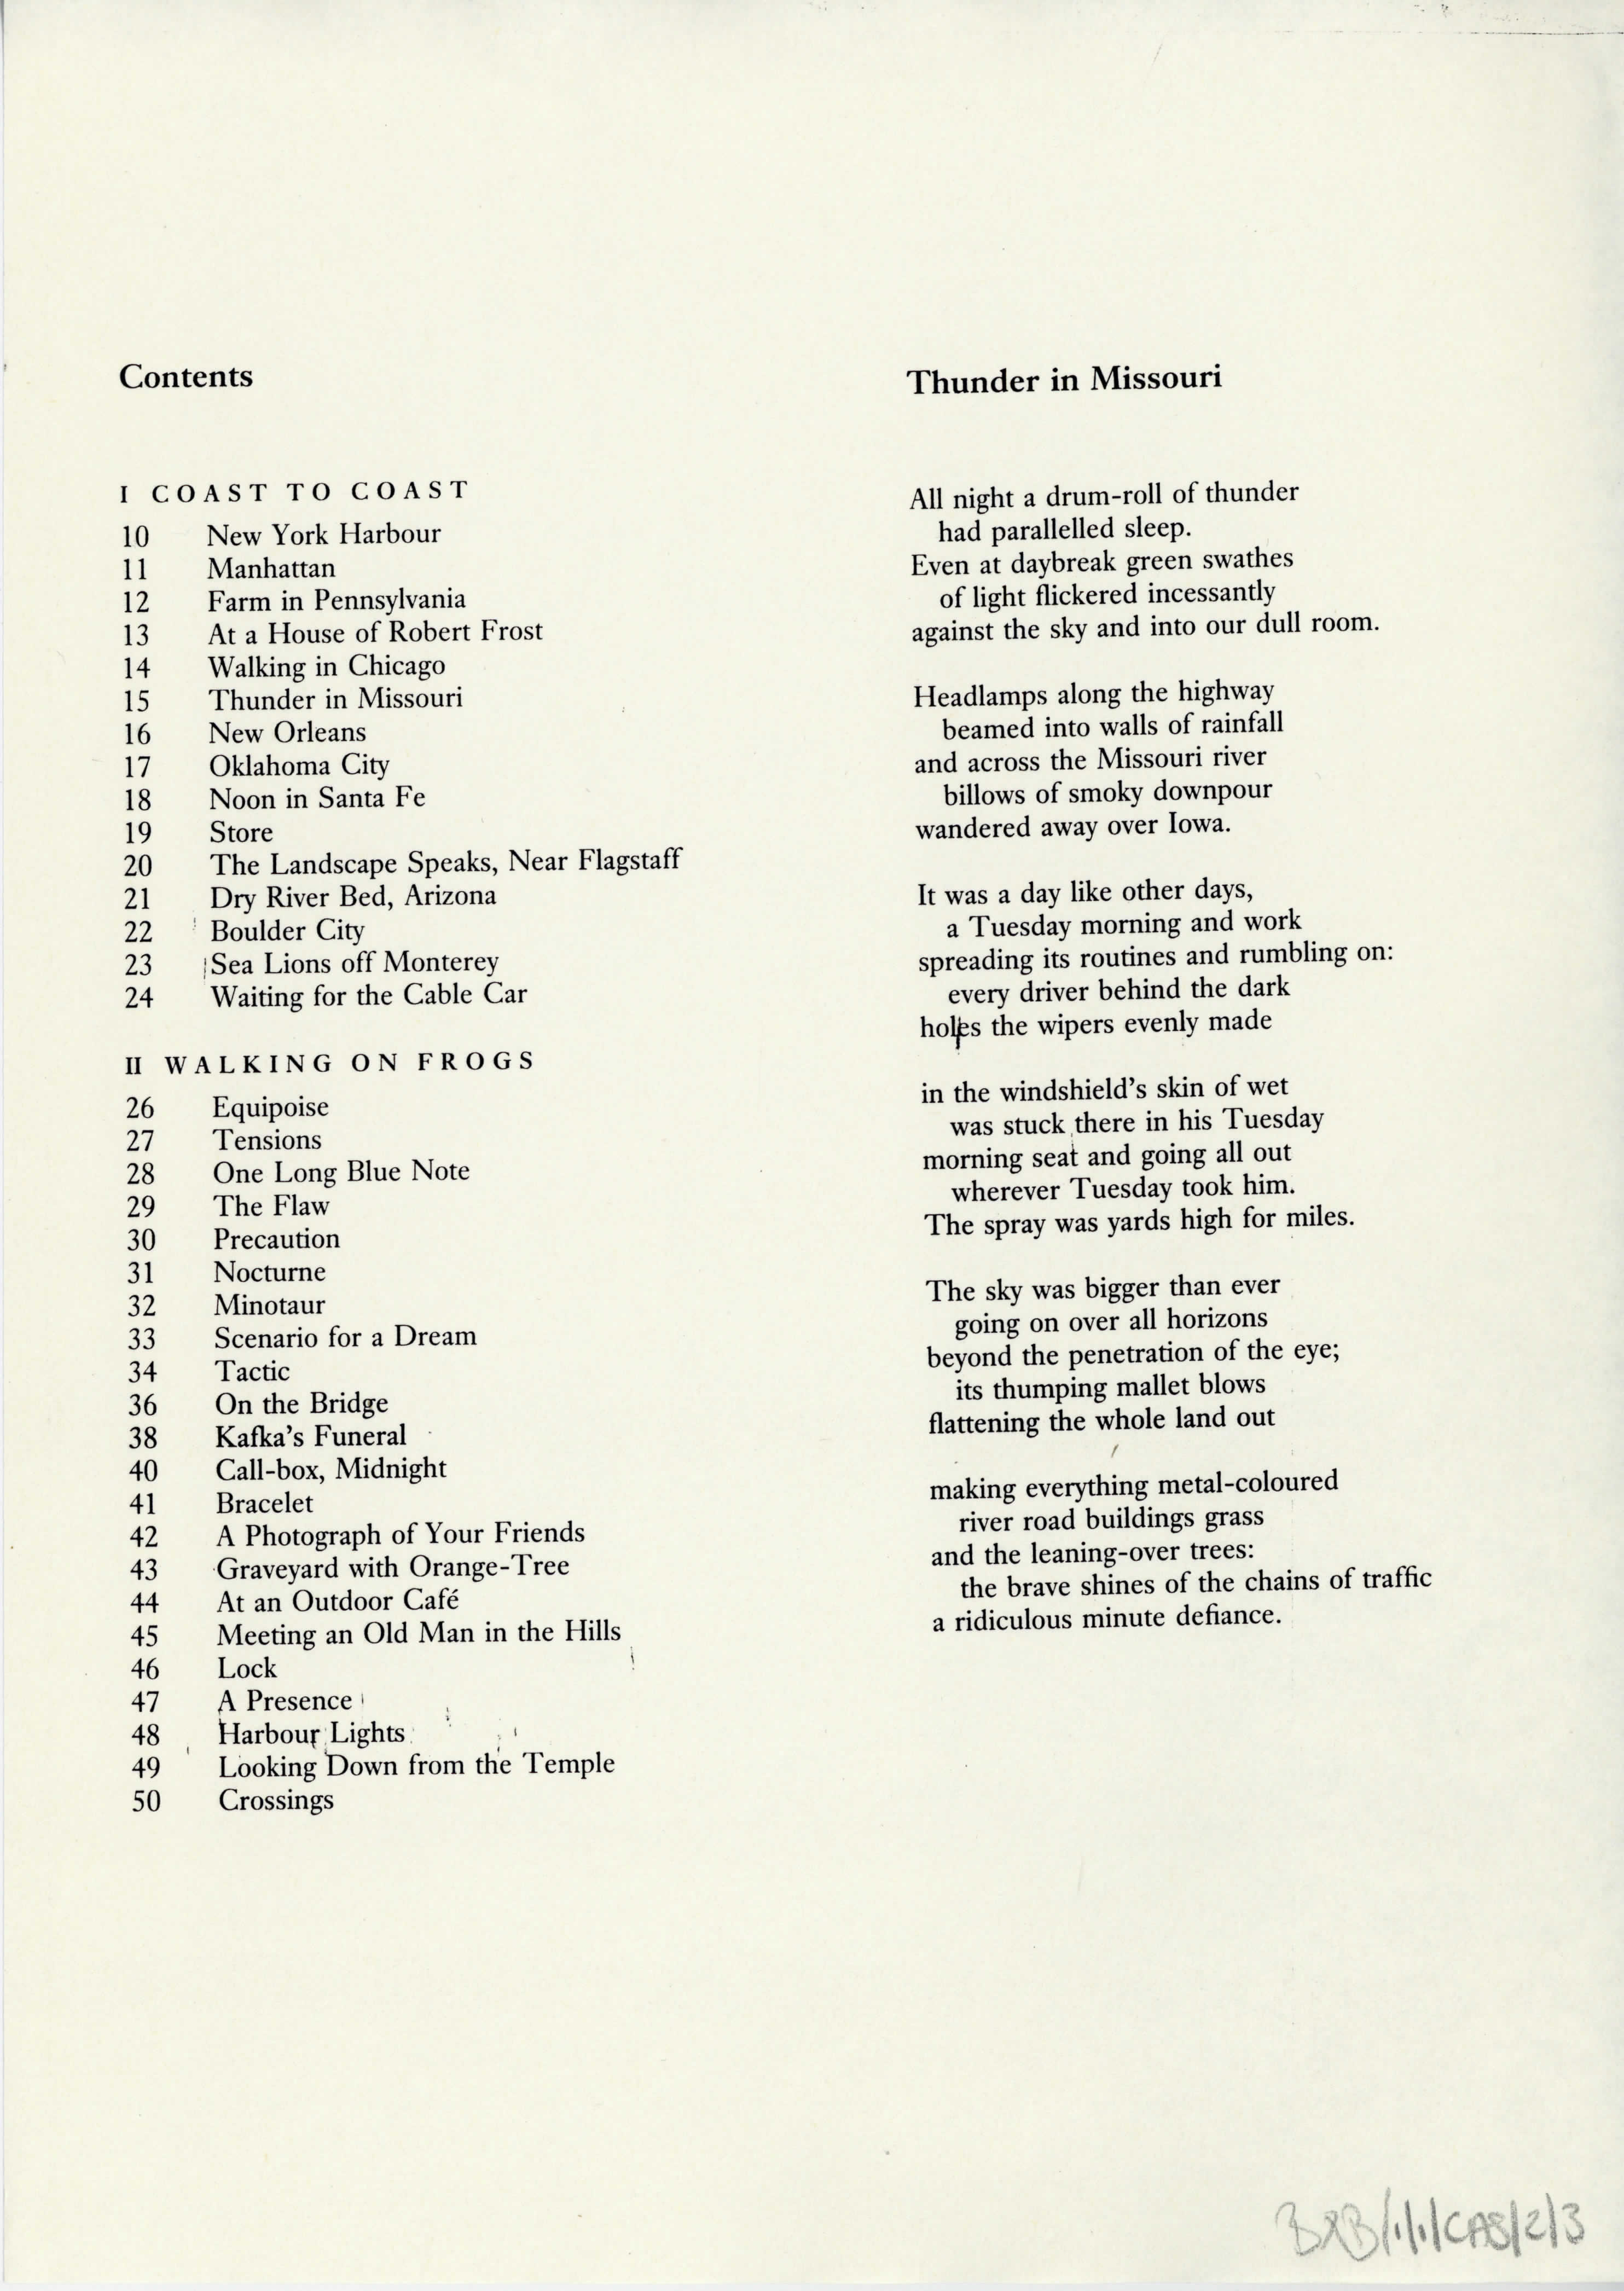 Contents
I COAST TO COAST
10 New York Harbour
11 Manhattan
12 Farm in Pennsylvania
13 At a House of Robert Frost
14 Walking in Chicago
15 Thunder in Missouri
16 New Orleans
17 Oklahoma City
18 Noon in Santa Fe
19 Store
20 The Landscape Speaks, Near Flagstaff
21 Dry River Bed, Arizona
22 Boulder City
23 Sea Lions off Monterey
24 Waiting for the Cable Car
II WALKING ON FROGS
26 Equipoise
27 Tensions
28 One Long Blue Note
29 The Flaw
30 Precaution
31 Nocturne
32 Minotaur
33 Scenario for a Dream
34 Tactic
36 On the Bridge
38 Kafka's Funeral
40 Call-box, Midnight
41 Bracelet
42 A Photograph of Your Friends
43 Graveyard with Orange-Tree
44 At an Outdoor Café
45 Meeting an Old Man in the Hills
46 Lock
47 A Presence
48 Harbour Lights
49 Looking Down from the Temple
50 Crossings
Thunder in Missouri
All night a drum-roll of thunder
had parallelled sleep.
Even at daybreak green swathes
of light flickered incessantly
against the sky and into our dull room.
Headlamps along the highway
beamed into walls of rainfall
and across the Missouri river
billows of smoky downpour
wandered away over Iowa.
It was a day like other days,
a Tuesday morning and work
spreading its routines and rumbling on:
every driver behind the dark
holes the wipers evenly made
in the windshield's skin of wet
was stuck there in his Tuesday
morning seat and going all out
wherever Tuesday took him.
The spray was yards high for miles.
The sky was bigger than ever
going on over all horizons
beyond the penetration of the eye;
its thumping mallet blows
flattening the whole land out
making everything metal-coloured
river road buildings grass
and the leaning-over trees:
the brave shines of the chains of traffic
a ridiculous minute defiance.
BXB/1/1/CAS/2/3